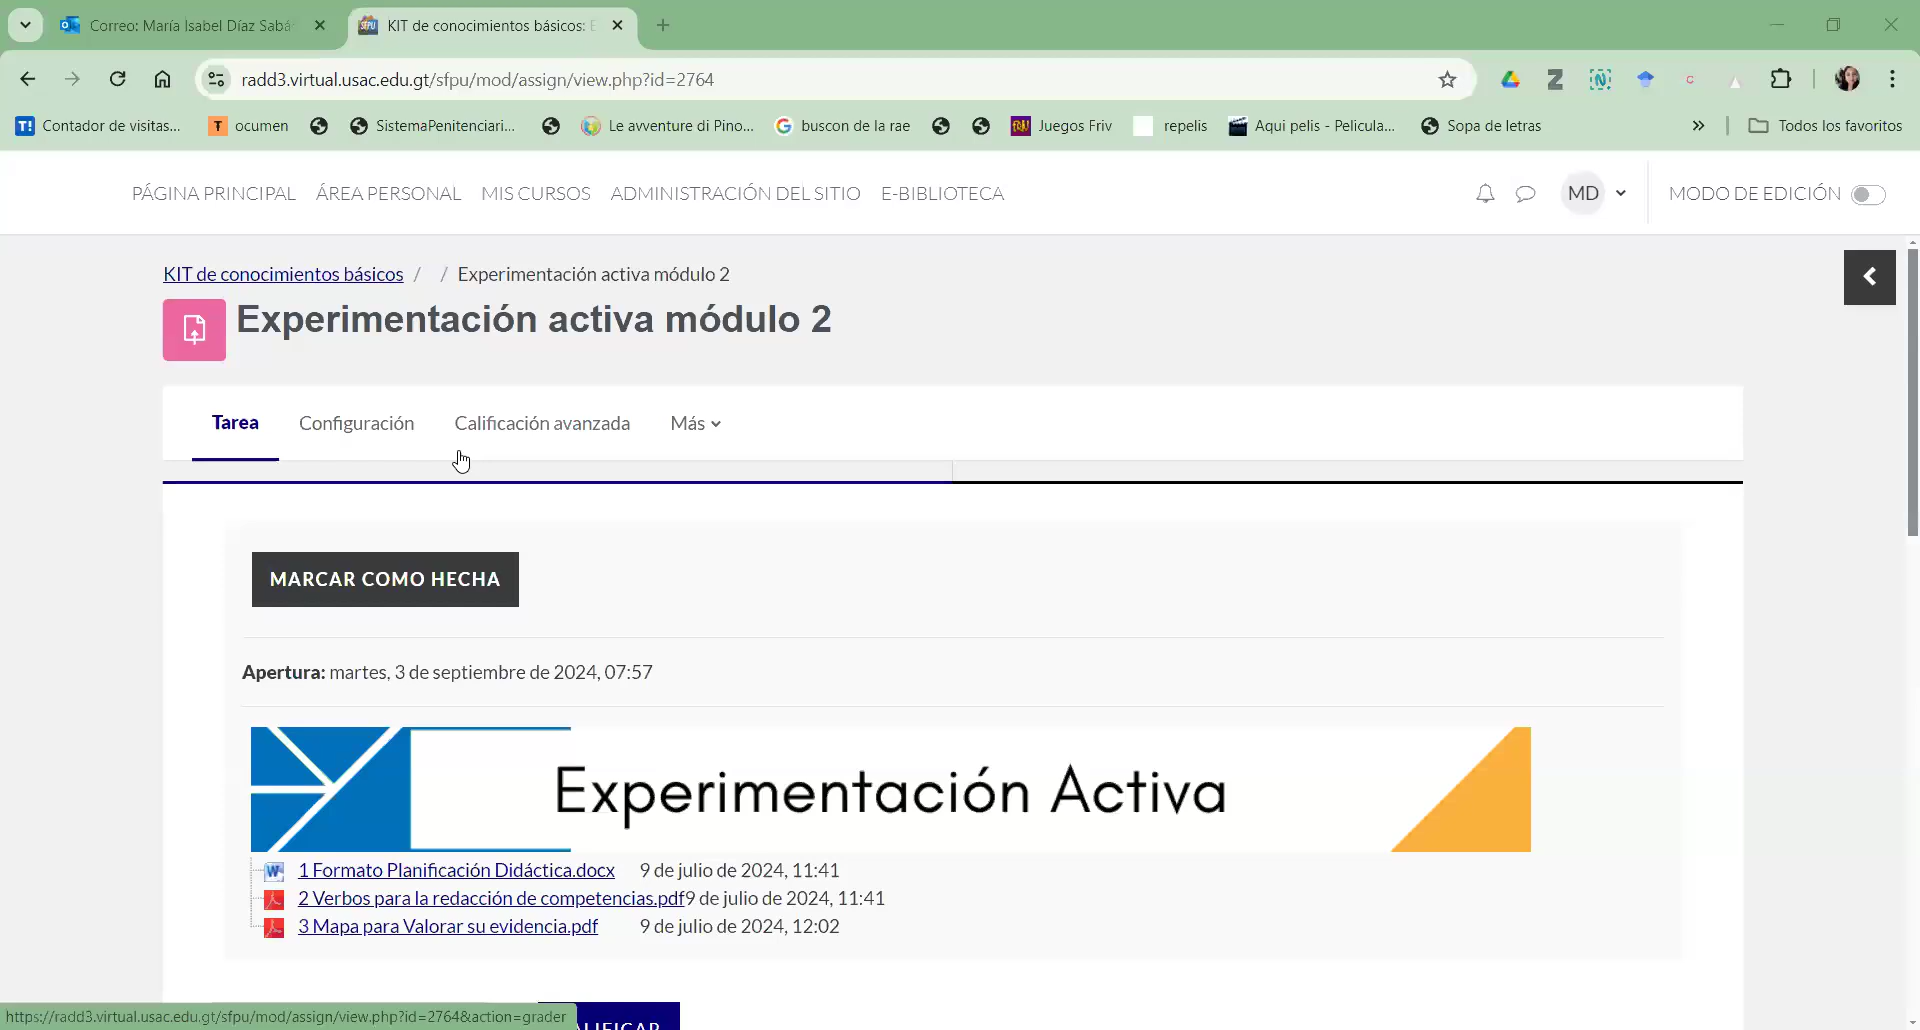 Correo: María Isabel Díaz Sabá
KIT de conocimientos básicos: E
radd3.virtual.usac.edu.gt/sfpu/mod/assign/view.php?id=2764
Contador de visitas...
ocumen
SistemaPenitenciari...
Le avventure di Pino...
buscon de la rae
Juegos Friv
repelis
Aqui pelis - Pelicula...
Sopa de letras
Todos los favoritos
PÁGINA PRINCIPAL ÁREA PERSONAL MIS CURSOS ADMINISTRACIÓN DEL SITIO E-BIBLIOTECA
MD
MODO DE EDICIÓN
KIT de conocimientos básicos / / Experimentación activa módulo 2
Experimentación activa módulo 2
Tarea Configuración Calificación avanzada Más
MARCAR COMO HECHA
Apertura: martes, 3 de septiembre de 2024, 07:57
Experimentación Activa
1 Formato Planificación Didáctica.docx 9 de julio de 2024, 11:41
2 Verbos para la redacción de competencias.pdf9 de julio de 2024, 11:41
3 Mapa para Valorar su evidencia.pdf 9 de julio de 2024, 12:02
https://radd3.virtual.usac.edu.gt/sfpu/mod/assign/view.php?id=2764&action=grader